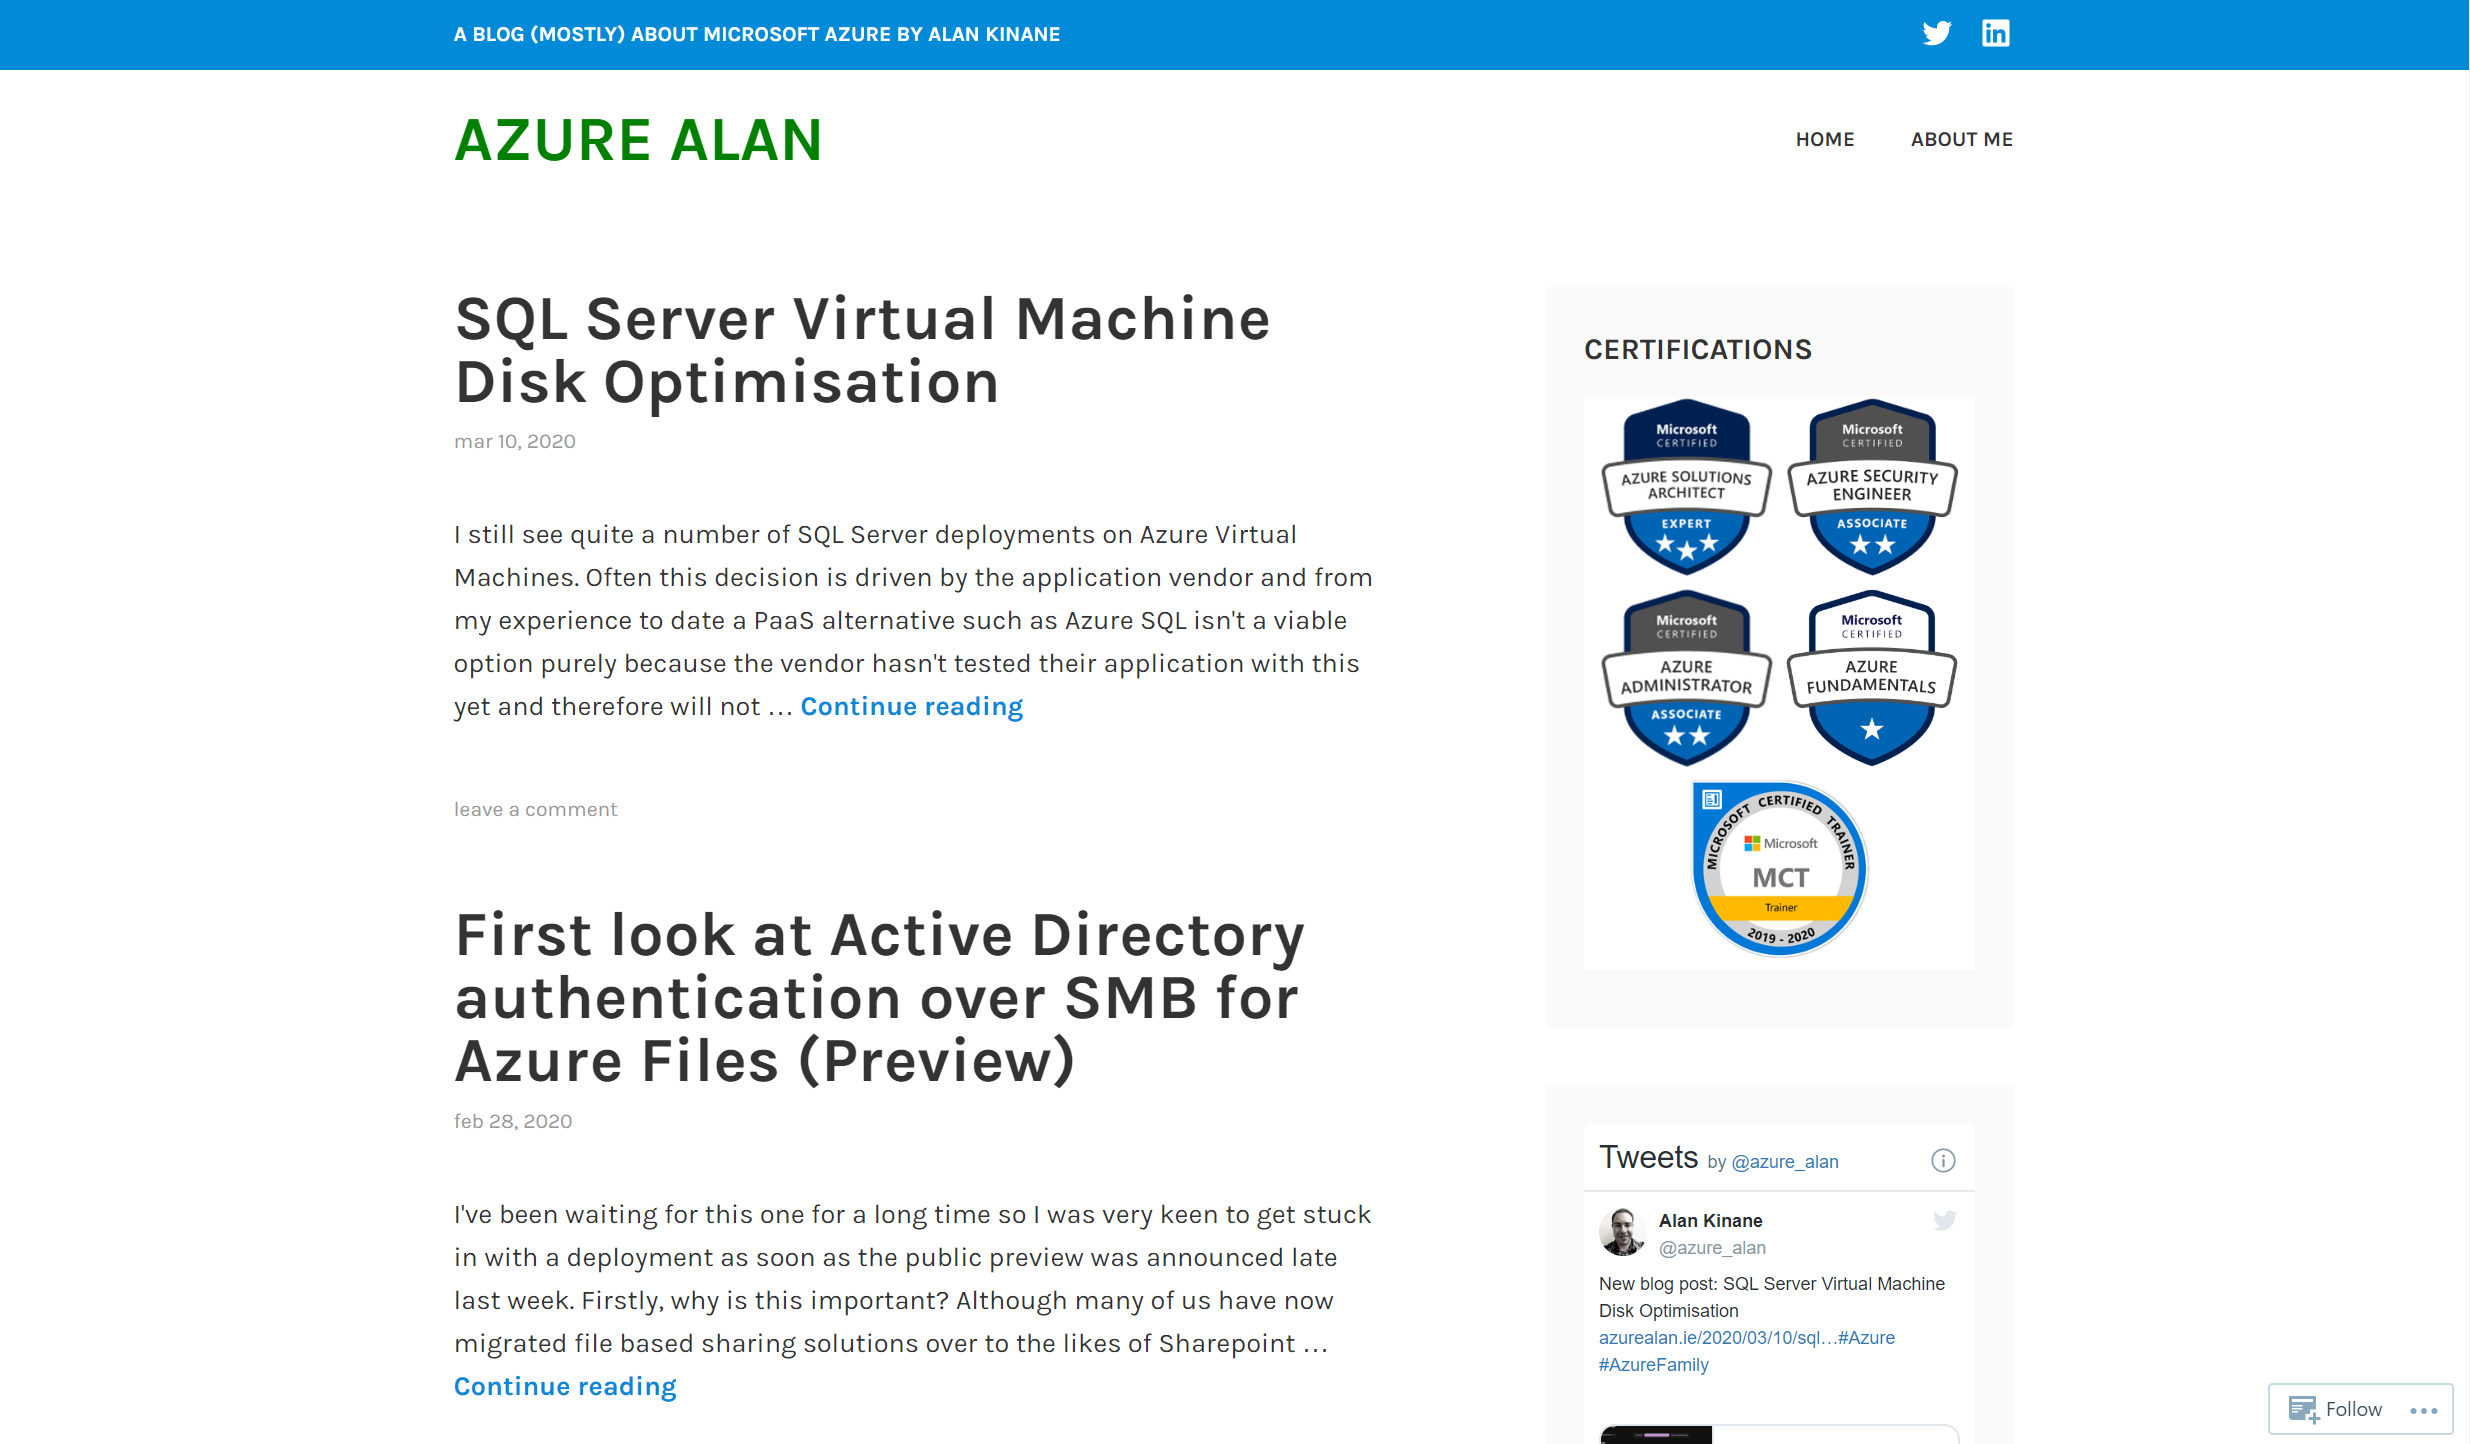 A BLOG (MOSTLY) ABOUT MICROSOFT AZURE BY ALAN KINANE
AZURE ALAN
HOME ABOUT ME
SQL Server Virtual Machine
Disk Optimisation
mar 10, 2020
I still see quite a number of SQL Server deployments on Azure Virtual
Machines. Often this decision is driven by the application vendor and from
my experience to date a PaaS alternative such as Azure SQL isn't a viable
option purely because the vendor hasn't tested their application with this
yet and therefore will not … Continue reading
leave a comment
First look at Active Directory
authentication over SMB for
Azure Files (Preview)
feb 28, 2020
I've been waiting for this one for a long time so I was very keen to get stuck
in with a deployment as soon as the public preview was announced late
last week. Firstly, why is this important? Although many of us have now
migrated file based sharing solutions over to the likes of Sharepoint …
Continue reading
CERTIFICATIONS
Microsoft
CERTIFIED
AZURE SOLUTIONS
ARCHITECT
EXPERT
Microsoft
CERTIFIED
AZURE SECURITY
ENGINEER
ASSOCIATE
Microsoft
CERTIFIED
AZURE
ADMINISTRATOR
ASSOCIATE
Microsoft
CERTIFIED
AZURE
FUNDAMENTALS
MICROSOFT CERTIFIED TRAINER
Microsoft
MCT
Trainer
2019 - 2020
Tweets by @azure_alan
Alan Kinane
@azure_alan
New blog post: SQL Server Virtual Machine
Disk Optimisation
azurealan.ie/2020/03/10/sql…#Azure
#AzureFamily
Follow